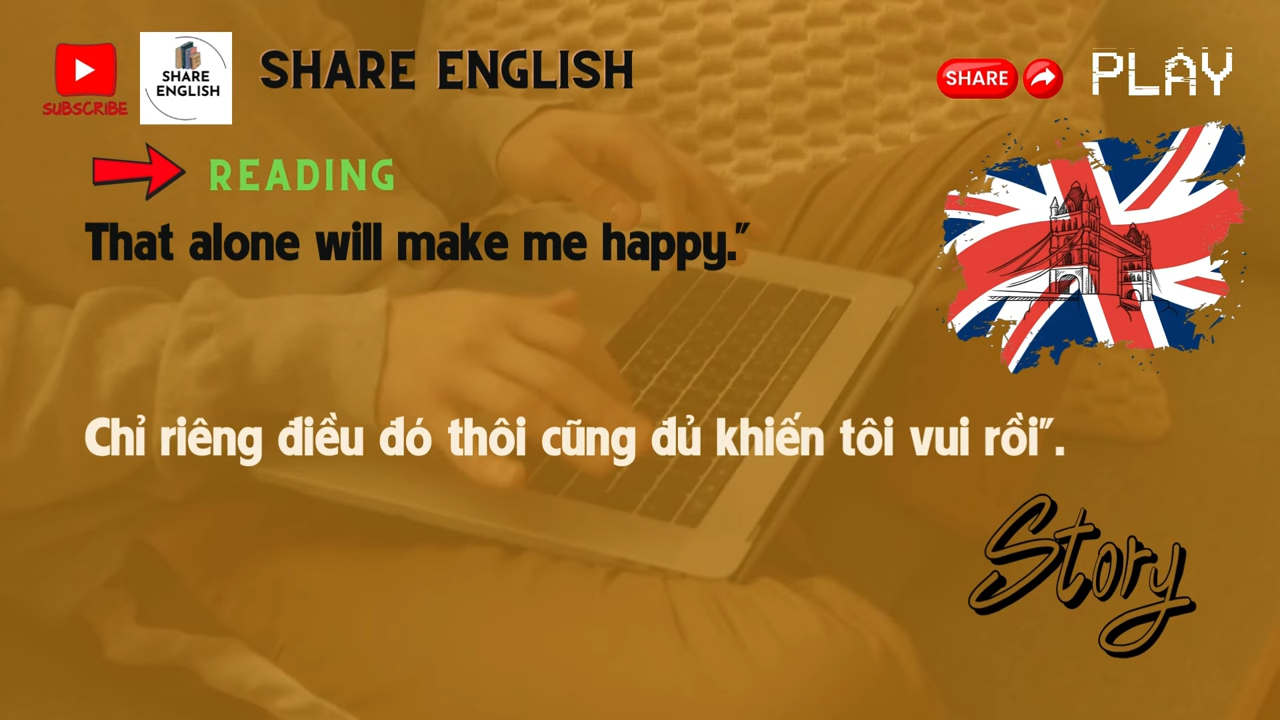 SUBSCRIBE
SHARE
ENGLISH
SHARE ENGLISH
SHARE
PLAY
READING
That alone will make me happy.”
Chỉ riêng điều đó thôi cũng đủ khiến tôi vui rồi”.
Story